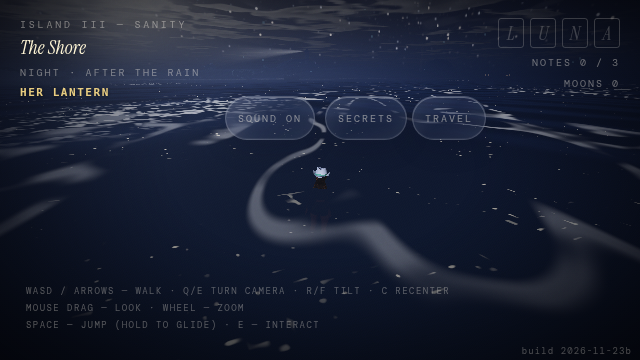 ISLAND III — SANITY
The Shore
NIGHT · AFTER THE RAIN
HER LANTERN
L U N A
NOTES 0 / 3
MOONS 0
SOUND ON
SECRETS
TRAVEL
WASD / ARROWS — WALK · Q/E TURN CAMERA · R/F TILT · C RECENTER
MOUSE DRAG — LOOK · WHEEL — ZOOM
SPACE — JUMP (HOLD TO GLIDE) · E — INTERACT
build 2026-11-23b